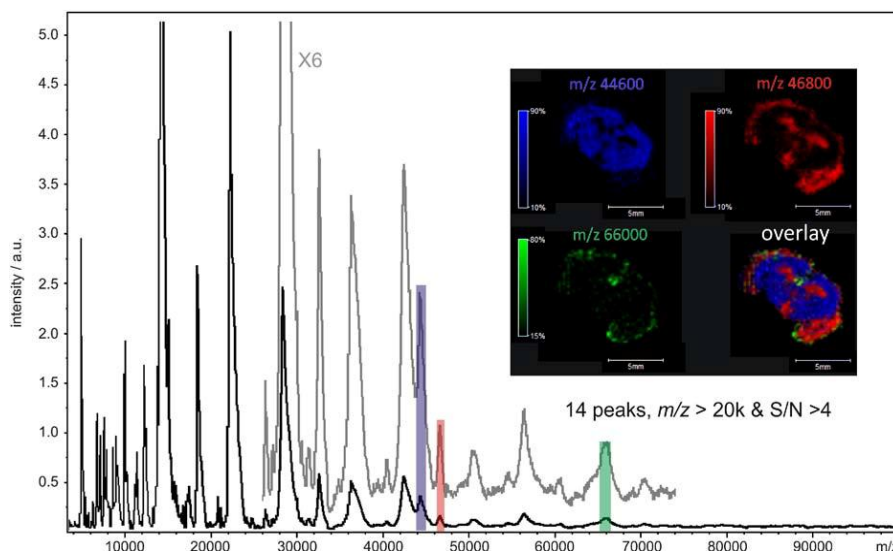 5.0
4.5
4.0
3.5
3.0
2.5
2.0
1.5
1.0
0.5
intensity / a.u.
X6
m/z 44600
m/z 46800
90%
10%
5mm
90%
10%
5mm
m/z 66000
overlay
80%
15%
5mm
5mm
14 peaks, m/z > 20k & S/N >4
10000 20000 30000 40000 50000 60000 70000 80000 90000